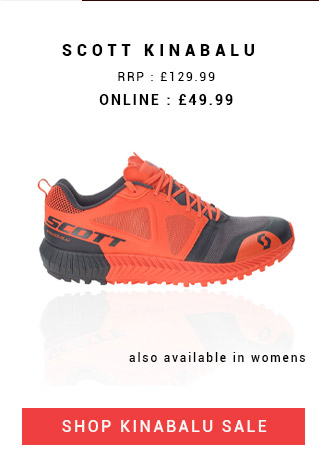 SCOTT KINABALU
RRP : £129.99
ONLINE : £49.99
SCOTT
also available in womens
SHOP KINABALU SALE